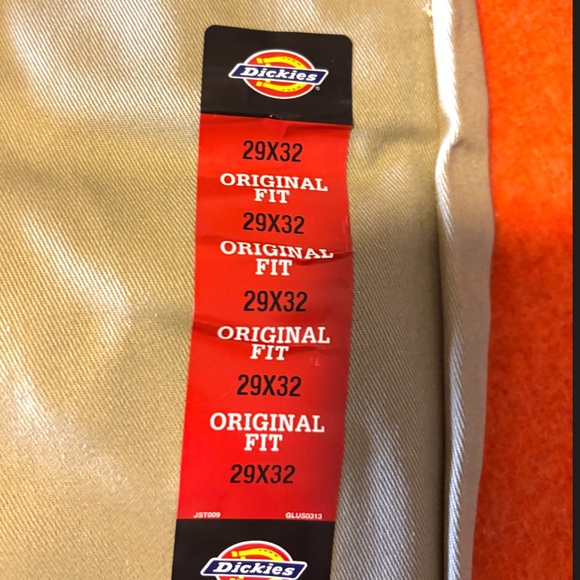 Dickies
29X32
ORIGINAL
FIT
29X32
ORIGINAL
FIT
29X32
ORIGINAL
FIT
29X32
ORIGINAL
FIT
29X32
JST009 GLUS0313
Dickies